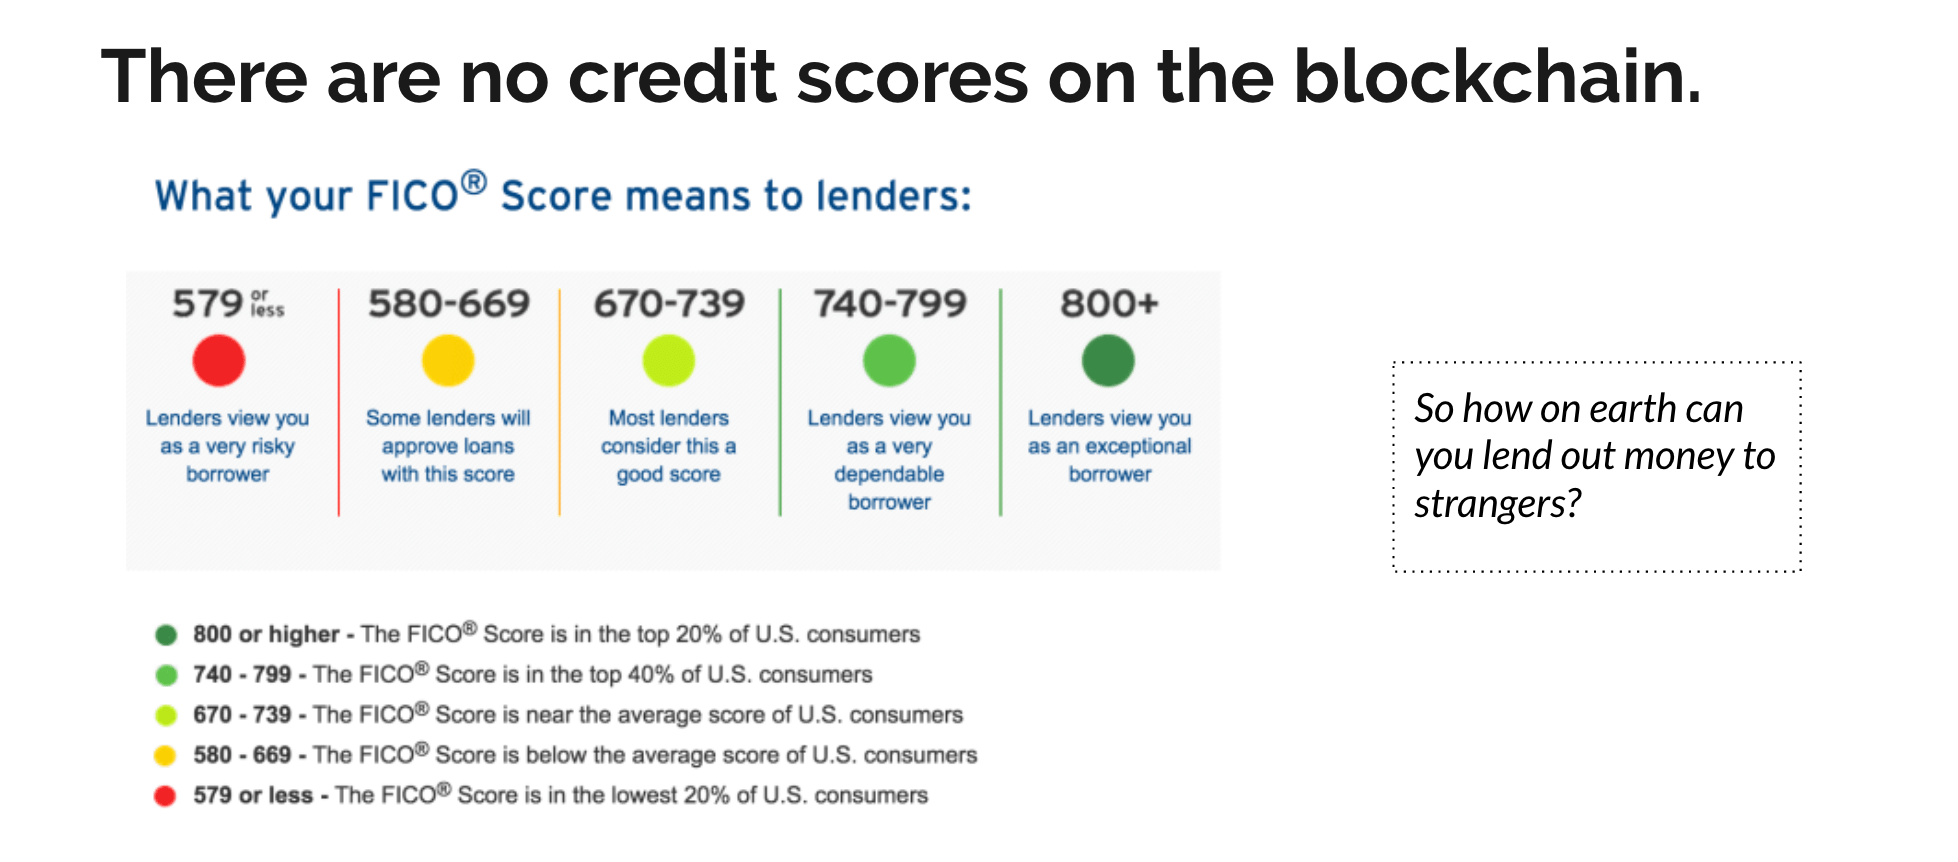 There are no credit scores on the blockchain.
What your FICO® Score means to lenders:
579 or less
Lenders view you
as a very risky
borrower
580-669
Some lenders will
approve loans
with this score
670-739
Most lenders
consider this a
good score
740-799
Lenders view you
as a very
dependable
borrower
800+
Lenders view you
as an exceptional
borrower
So how on earth can
you lend out money to
strangers?
800 or higher - The FICO® Score is in the top 20% of U.S. consumers
740 - 799 - The FICO® Score is in the top 40% of U.S. consumers
670 - 739 - The FICO® Score is near the average score of U.S. consumers
580 - 669 - The FICO® Score is below the average score of U.S. consumers
579 or less - The FICO® Score is in the lowest 20% of U.S. consumers